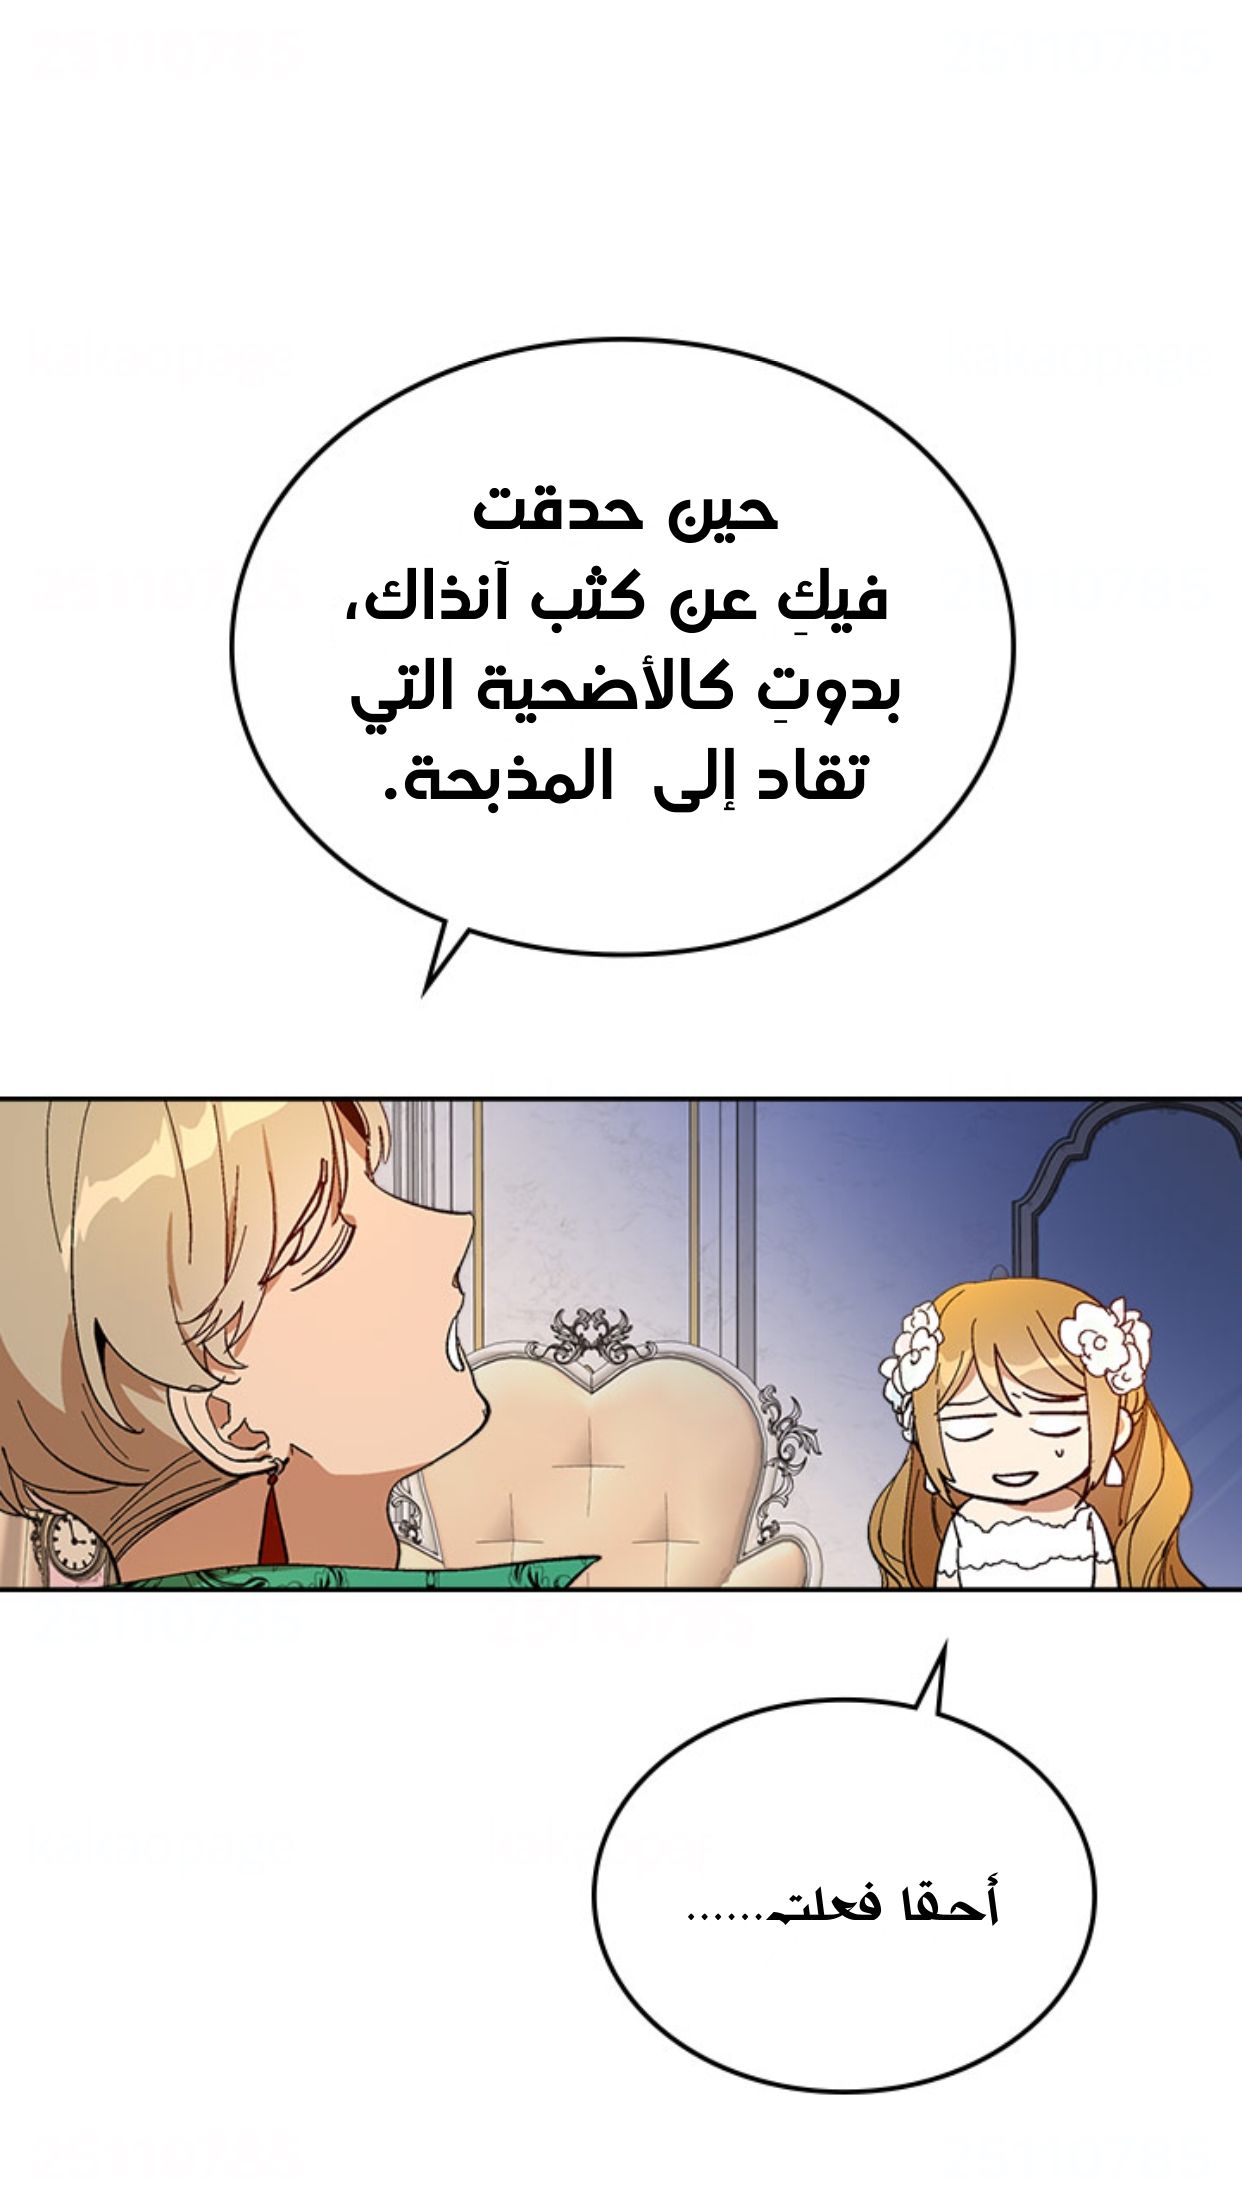 حين حدقت
فيكِ عن كثب آنذاك،
بدوتِ كالأضحية التي
تقاد إلى المذبحة.
أحقا فعلت......